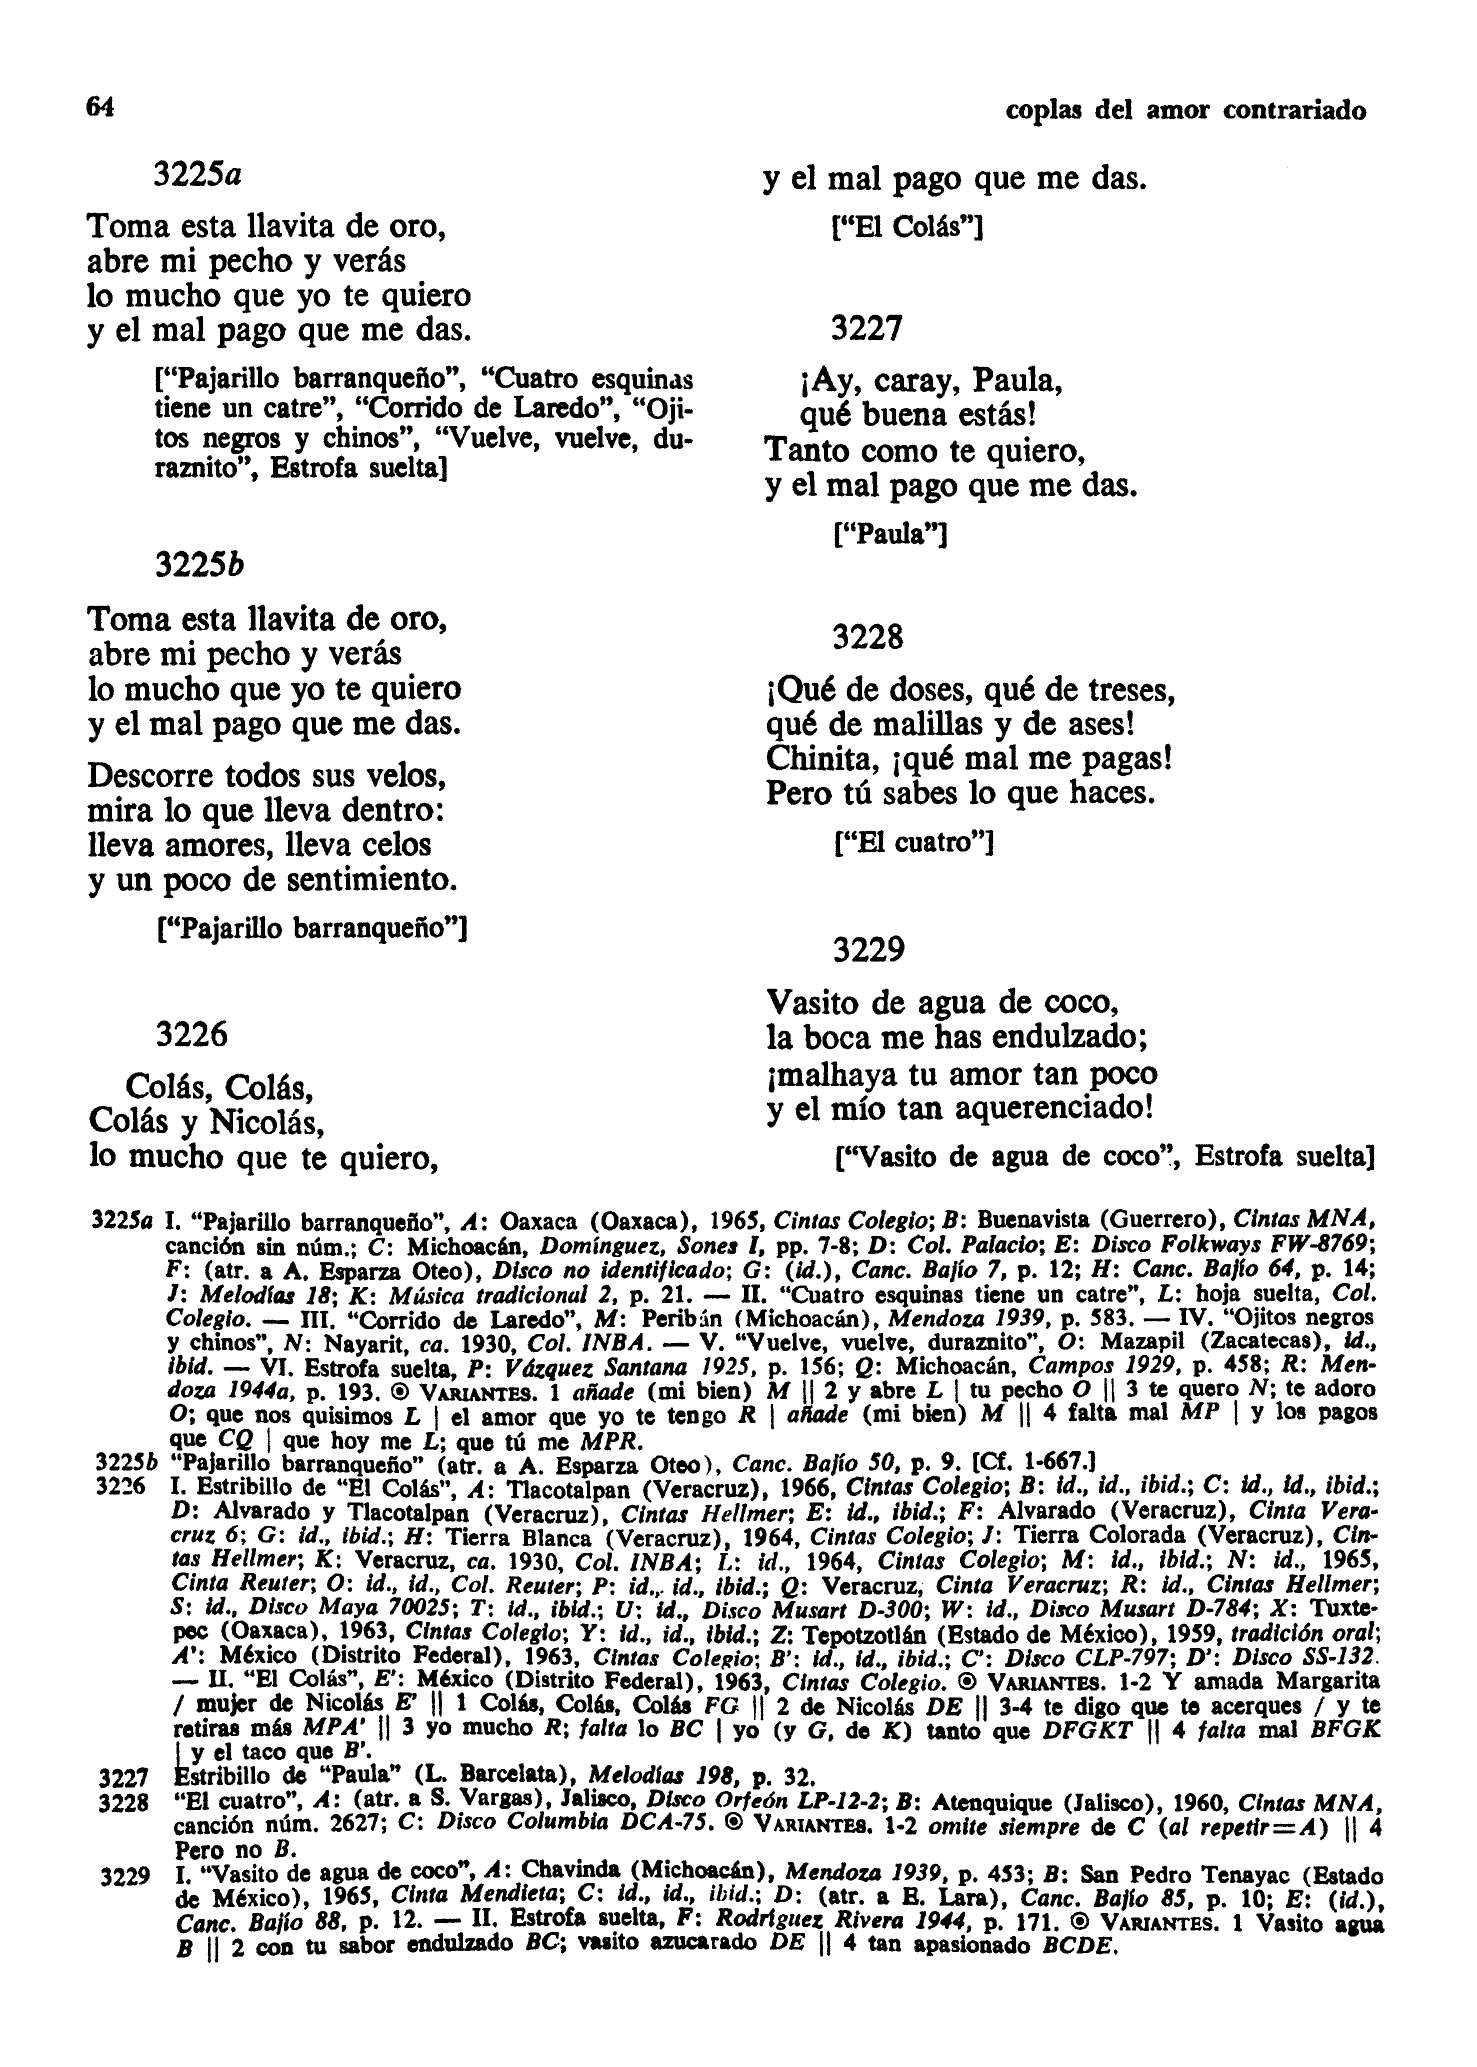 64
coplas del amor contrariado
3225a
Toma esta llavita de oro,
abre mi pecho y verás
lo mucho que yo te quiero
y el mal pago que me das.
[“Pajarillo barranqueño”, “Cuatro esquinas
tiene un catre”, “Corrido de Laredo”, “Oji-
tos negros y chinos”, “Vuelve, vuelve, du-
raznito”, Estrofa suelta]
3225b
Toma esta llavita de oro,
abre mi pecho y verás
lo mucho que yo te quiero
y el mal pago que me das.
Descorre todos sus velos,
mira lo que lleva dentro:
lleva amores, lleva celos
y un poco de sentimiento.
[“Pajarillo barranqueño”]
3226
Colás, Colás,
Colás y Nicolás,
lo mucho que te quiero,
y el mal pago que me das.
[“El Colás”]
3227
¡Ay, caray, Paula,
qué buena estás!
Tanto como te quiero,
y el mal pago que me das.
[“Paula”]
3228
¡Qué de doses, qué de treses,
qué de malillas y de ases!
Chinita, ¡qué mal me pagas!
Pero tú sabes lo que haces.
[“El cuatro”]
3229
Vasito de agua de coco,
la boca me has endulzado;
¡malhaya tu amor tan poco
y el mío tan aquerenciado!
[“Vasito de agua de coco”, Estrofa suelta]
3225a I. “Pajarillo barranqueño”, A: Oaxaca (Oaxaca), 1965, Cintas Colegio; B: Buenavista (Guerrero), Cintas MNA,
canción sin núm.; C: Michoacán, Domínguez, Sones I, pp. 7-8; D: Col. Palacio; E: Disco Folkways FW-8769;
F: (atr. a A. Esparza Oteo), Disco no identificado; G: (id.), Canc. Bajío 7, p. 12; H: Canc. Bajío 64, p. 14;
J: Melodías 18; K: Música tradicional 2, p. 21. — II. “Cuatro esquinas tiene un catre”, L: hoja suelta, Col.
Colegio. — III. “Corrido de Laredo”, M: Peribán (Michoacán), Mendoza 1939, p. 583. — IV. “Ojitos negros
y chinos”, N: Nayarit, ca. 1930, Col. INBA. — V. “Vuelve, vuelve, duraznito”, O: Mazapil (Zacatecas), id.,
ibid. — VI. Estrofa suelta, P: Vázquez Santana 1925, p. 156; Q: Michoacán, Campos 1929, p. 458; R: Men-
doza 1944a, p. 193. ⊙ VARIANTES. 1 añade (mi bien) M || 2 y abre L | tu pecho O || 3 te quero N; te adoro
O; que nos quisimos L | el amor que yo te tengo R | añade (mi bien) M || 4 falta mal MP | y los pagos
que CQ | que hoy me L; que tú me MPR.
3225b “Pajarillo barranqueño” (atr. a A. Esparza Oteo), Canc. Bajío 50, p. 9. [Cf. 1-667.]
3226 I. Estribillo de “El Colás”, A: Tlacotalpan (Veracruz), 1966, Cintas Colegio; B: id., id., ibid.; C: id., id., ibid.;
D: Alvarado y Tlacotalpan (Veracruz), Cintas Hellmer; E: id., ibid.; F: Alvarado (Veracruz), Cinta Vera-
cruz 6; G: id., ibid.; H: Tierra Blanca (Veracruz), 1964, Cintas Colegio; J: Tierra Colorada (Veracruz), Cin-
tas Hellmer; K: Veracruz, ca. 1930, Col. INBA; L: id., 1964, Cintas Colegio; M: id., ibid.; N: id., 1965,
Cinta Reuter; O: id., id., Col. Reuter; P: id., id., ibid.; Q: Veracruz, Cinta Veracruz; R: id., Cintas Hellmer;
S: id., Disco Maya 70025; T: id., ibid.; U: id., Disco Musart D-300; W: id., Disco Musart D-784; X: Tuxte-
pec (Oaxaca), 1963, Cintas Colegio; Y: id., id., ibid.; Z: Tepotzotlán (Estado de México), 1959, tradición oral;
A': México (Distrito Federal), 1963, Cintas Colegio; B': id., id., ibid.; C': Disco CLP-797; D': Disco SS-132.
— II. “El Colás”, E': México (Distrito Federal), 1963, Cintas Colegio. ⊙ VARIANTES. 1-2 Y amada Margarita
/ mujer de Nicolás E' || 1 Colás, Colás, Colás FG || 2 de Nicolás DE || 3-4 te digo que te acerques / y te
retiras más MPA' || 3 yo mucho R; falta lo BC | yo (y G, de K) tanto que DFGKT || 4 falta mal BFGK
| y el taco que B'.
3227 Estribillo de “Paula” (L. Barcelata), Melodías 198, p. 32.
3228 “El cuatro”, A: (atr. a S. Vargas), Jalisco, Disco Orfeón LP-12-2; B: Atenquique (Jalisco), 1960, Cintas MNA,
canción núm. 2627; C: Disco Columbia DCA-75. ⊙ VARIANTES. 1-2 omite siempre de C (al repetir=A) || 4
Pero no B.
3229 I. “Vasito de agua de coco”, A: Chavinda (Michoacán), Mendoza 1939, p. 453; B: San Pedro Tenayac (Estado
de México), 1965, Cinta Mendieta; C: id., id., ibid.; D: (atr. a E. Lara), Canc. Bajío 85, p. 10; E: (id.),
Canc. Bajío 88, p. 12. — II. Estrofa suelta, F: Rodríguez Rivera 1944, p. 171. ⊙ VARIANTES. 1 Vasito agua
B || 2 con tu sabor endulzado BC; vasito azucarado DE || 4 tan apasionado BCDE.